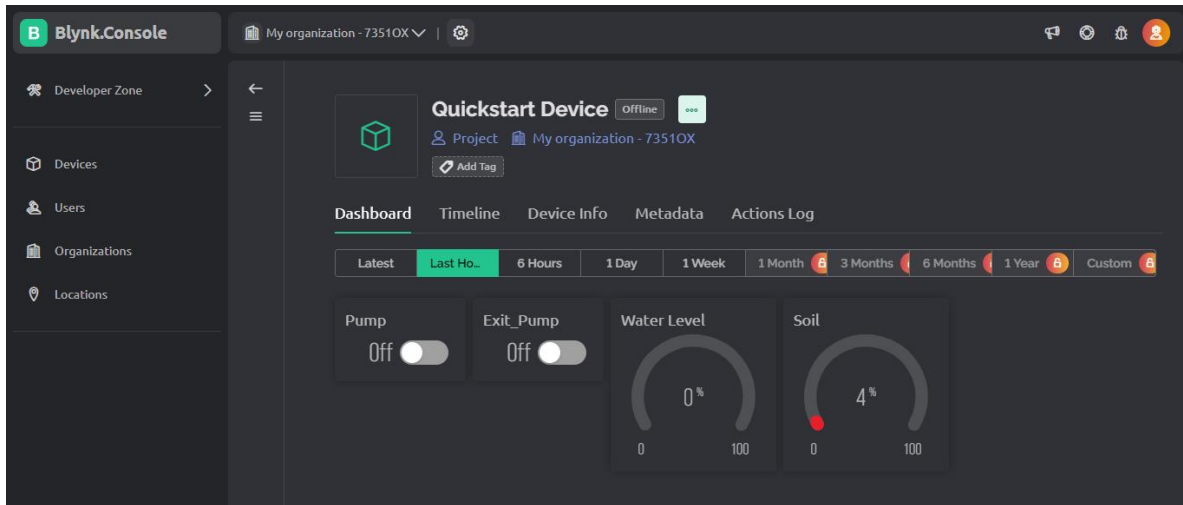 B Blynk.Console
My organization - 7351OX
Developer Zone
Devices
Users
Organizations
Locations
Quickstart Device Offline
Project My organization - 7351OX
Add Tag
Dashboard Timeline Device Info Metadata Actions Log
Latest Last Ho... 6 Hours 1 Day 1 Week 1 Month 3 Months 6 Months 1 Year Custom
Pump Exit_Pump Water Level Soil
Off Off
0 % 4 %
0 100 0 100